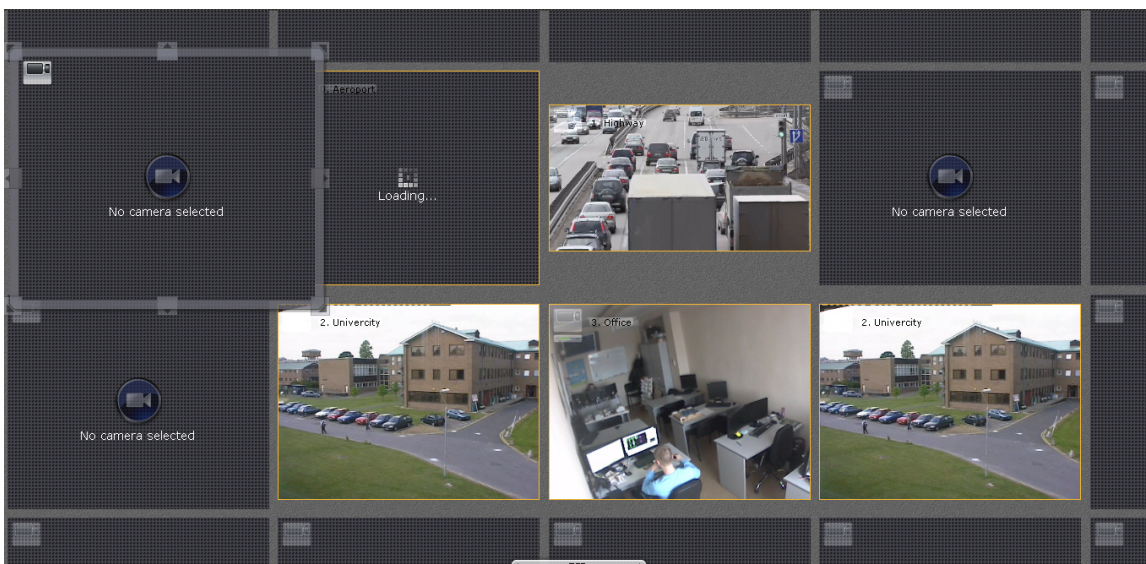 . Aeroport
1. Highway
No camera selected
Loading...
No camera selected
2. Univercity
3. Office
2. Univercity
No camera selected